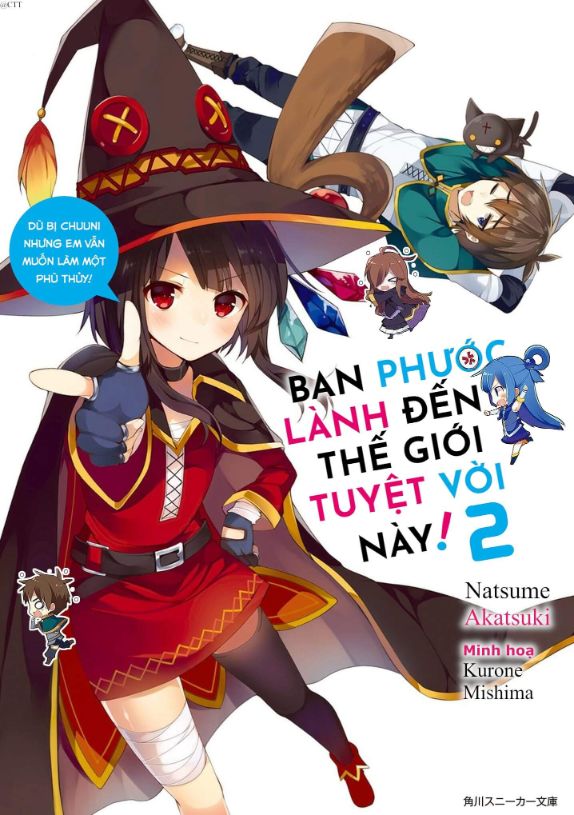 @CTT
DÙ BỊ CHUUNI
NHƯNG EM VẪN
MUỐN LÀM MỘT
PHÙ THỦY!
BAN PHƯỚC
LÀNH ĐẾN
THẾ GIỚI
TUYỆT VỜI
NÀY! 2
Natsume
Akatsuki
Minh hoạ
Kurone
Mishima
角川スニーカー文庫